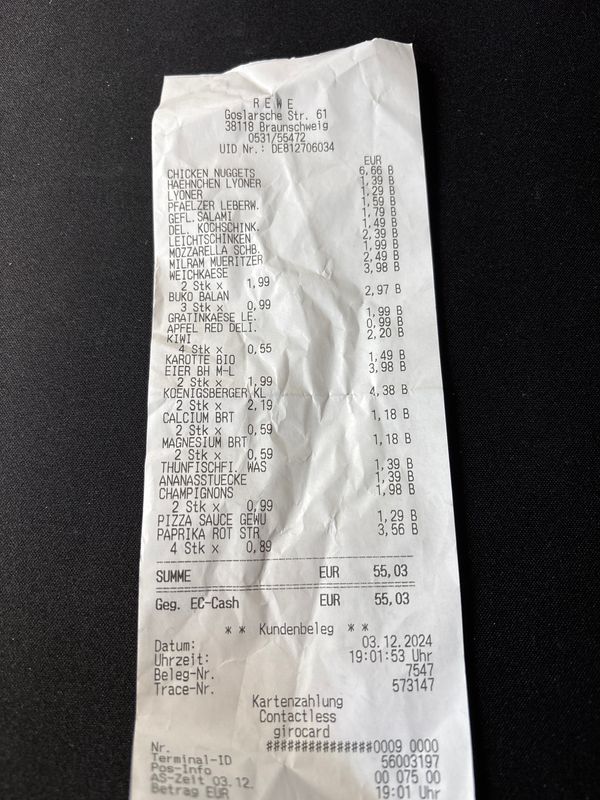 REWE
Goslarsche Str. 61
38118 Braunschweig
0531/55472
UID Nr.: DE812706034
EUR
CHICKEN NUGGETS 6,66 B
HAEHNCHEN LYONER 1,39 B
LYONER 1,29 B
PFAELZER LEBERW. 1,59 B
GEFL.SALAMI 1,79 B
DEL. KOCHSCHINK. 1,49 B
LEICHTSCHINKEN 2,39 B
MOZZARELLA SCHB. 1,99 B
MILRAM MUERITZER 2,49 B
WEICHKAESE 3,98 B
2 Stk x 1,99
BUKO BALAN 2,97 B
3 Stk x 0,99
GRATINKAESE LE. 1,99 B
APFEL RED DELI. 0,99 B
KIWI 2,20 B
4 Stk x 0,55
KAROTTE BIO 1,49 B
EIER BH M-L 3,98 B
2 Stk x 1,99
KOENIGSBERGER KL 4,38 B
2 Stk x 2,19
CALCIUM BRT 1,18 B
2 Stk x 0,59
MAGNESIUM BRT 1,18 B
2 Stk x 0,59
THUNFISCHFI. WAS 1,39 B
ANANASSTUECKE 1,39 B
CHAMPIGNONS 1,98 B
2 Stk x 0,99
PIZZA SAUCE GEWU 1,29 B
PAPRIKA ROT STR 3,56 B
4 Stk x 0,89
SUMME EUR 55,03
Geg. EC-Cash EUR 55,03
* * Kundenbeleg * *
Datum: 03.12.2024
Uhrzeit: 19:01:53 Uhr
Beleg-Nr. 7547
Trace-Nr. 573147
Kartenzahlung
Contactless
girocard
Nr. ###############0009 0000
Terminal-ID 56003197
Pos-Info 00 075 00
AS-Zeit 03.12. 19:01 Uhr
Betrag EUR